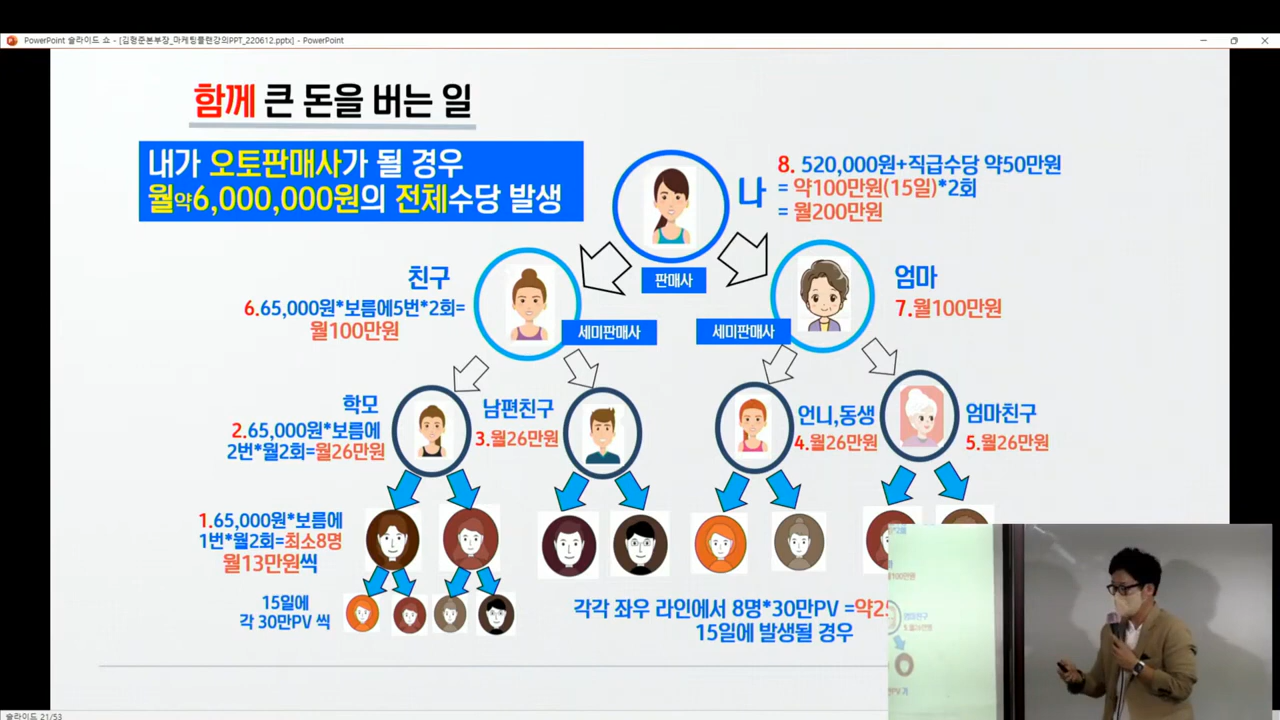 PowerPoint 슬라이드 쇼 - [김형준본부장_마케팅플랜강의PPT_220612.pptx] - PowerPoint
함께 큰 돈을 버는 일
내가 오토판매사가 될 경우
월약6,000,000원의 전체수당 발생
나
8. 520,000원+직급수당 약50만원
= 약100만원(15일)*2회
= 월200만원
판매사
친구
6.65,000원*보름에5번*2회=
월100만원
세미판매사
세미판매사
엄마
7.월100만원
학모
2.65,000원*보름에
2번*월2회=월26만원
남편친구
3.월26만원
언니,동생
4.월26만원
엄마친구
5.월26만원
1.65,000원*보름에
1번*월2회=최소8명
월13만원씩
15일에
각 30만PV 씩
각각 좌우 라인에서 8명*30만PV =약25
15일에 발생될 경우
엄마친구
슬라이드 21/53